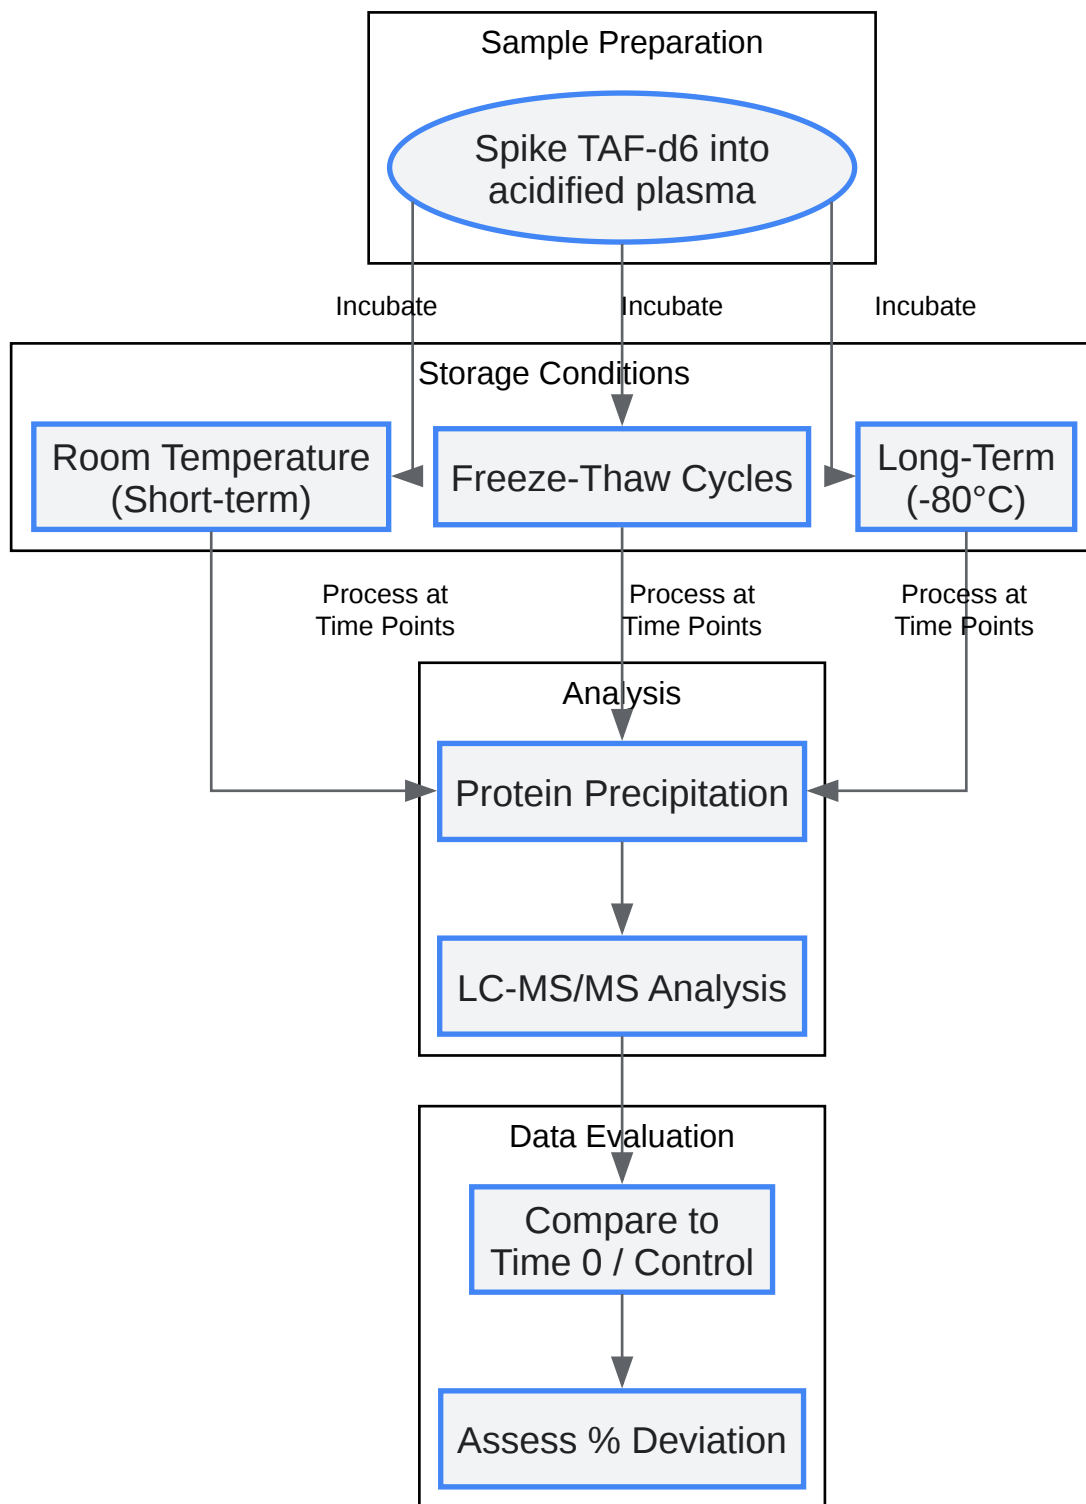 Sample Preparation
Spike TAF-d6 into
acidified plasma
Incubate
Incubate
Incubate
Storage Conditions
Room Temperature
(Short-term)
Freeze-Thaw Cycles
Long-Term
(-80°C)
Process at
Time Points
Process at
Time Points
Process at
Time Points
Analysis
Protein Precipitation
LC-MS/MS Analysis
Data Evaluation
Compare to
Time 0 / Control
Assess % Deviation